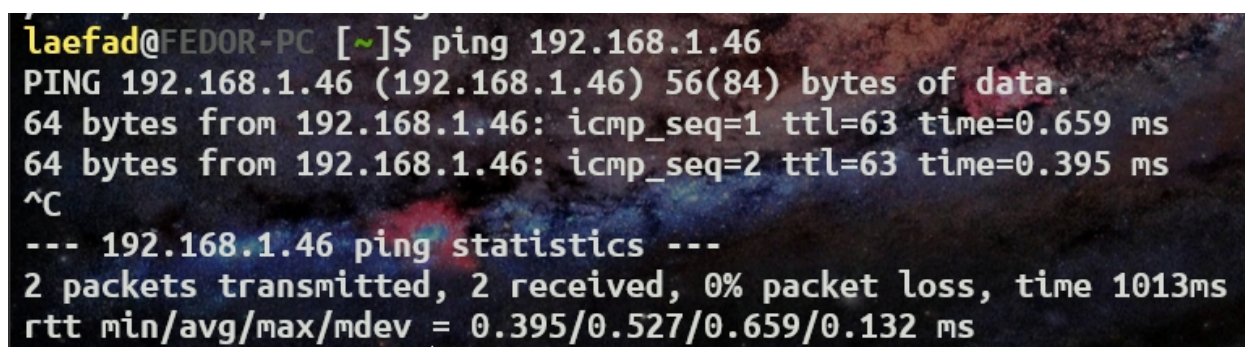 laefad@FEDOR-PC [~]$ ping 192.168.1.46
PING 192.168.1.46 (192.168.1.46) 56(84) bytes of data.
64 bytes from 192.168.1.46: icmp_seq=1 ttl=63 time=0.659 ms
64 bytes from 192.168.1.46: icmp_seq=2 ttl=63 time=0.395 ms
^C
--- 192.168.1.46 ping statistics ---
2 packets transmitted, 2 received, 0% packet loss, time 1013ms
rtt min/avg/max/mdev = 0.395/0.527/0.659/0.132 ms